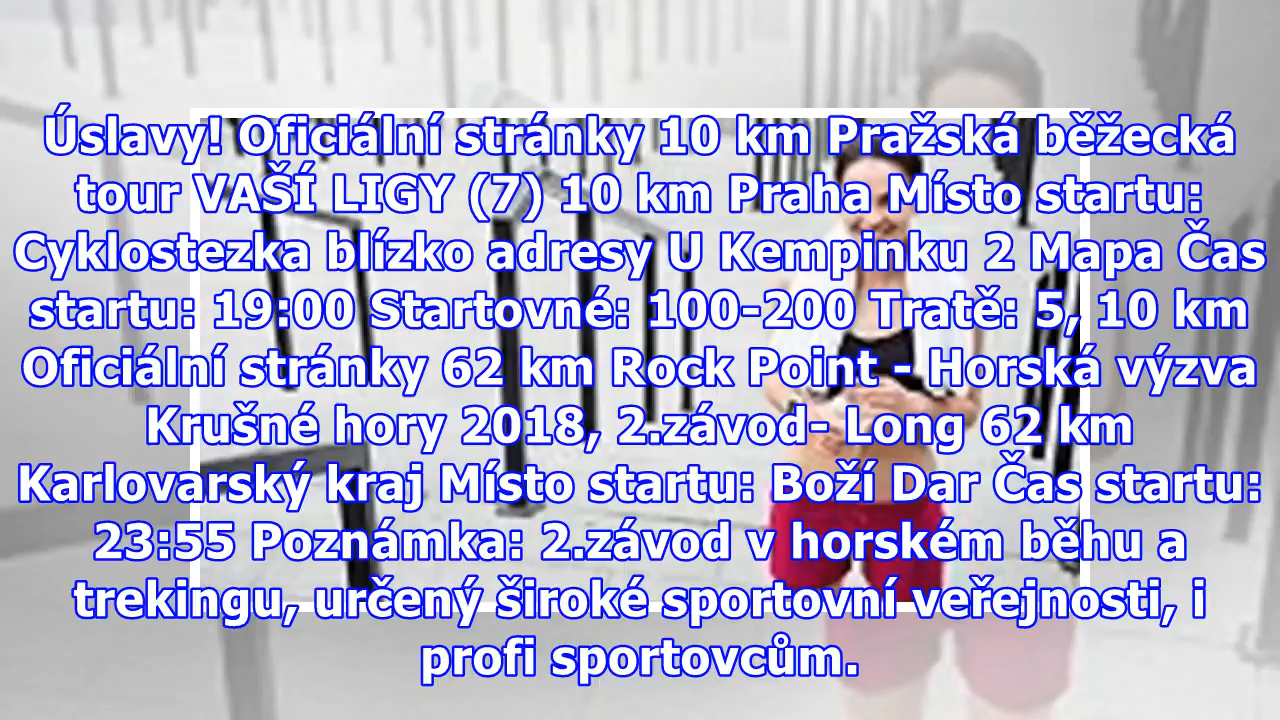 Úslavy! Oficiální stránky 10 km Pražská běžecká
tour VAŠÍ LIGY (7) 10 km Praha Místo startu:
Cyklostezka blízko adresy U Kempinku 2 Mapa Čas
startu: 19:00 Startovné: 100-200 Tratě: 5, 10 km
Oficiální stránky 62 km Rock Point - Horská výzva
Krušné hory 2018, 2.závod- Long 62 km
Karlovarský kraj Místo startu: Boží Dar Čas startu:
23:55 Poznámka: 2.závod v horském běhu a
trekingu, určený široké sportovní veřejnosti, i
profi sportovcům.